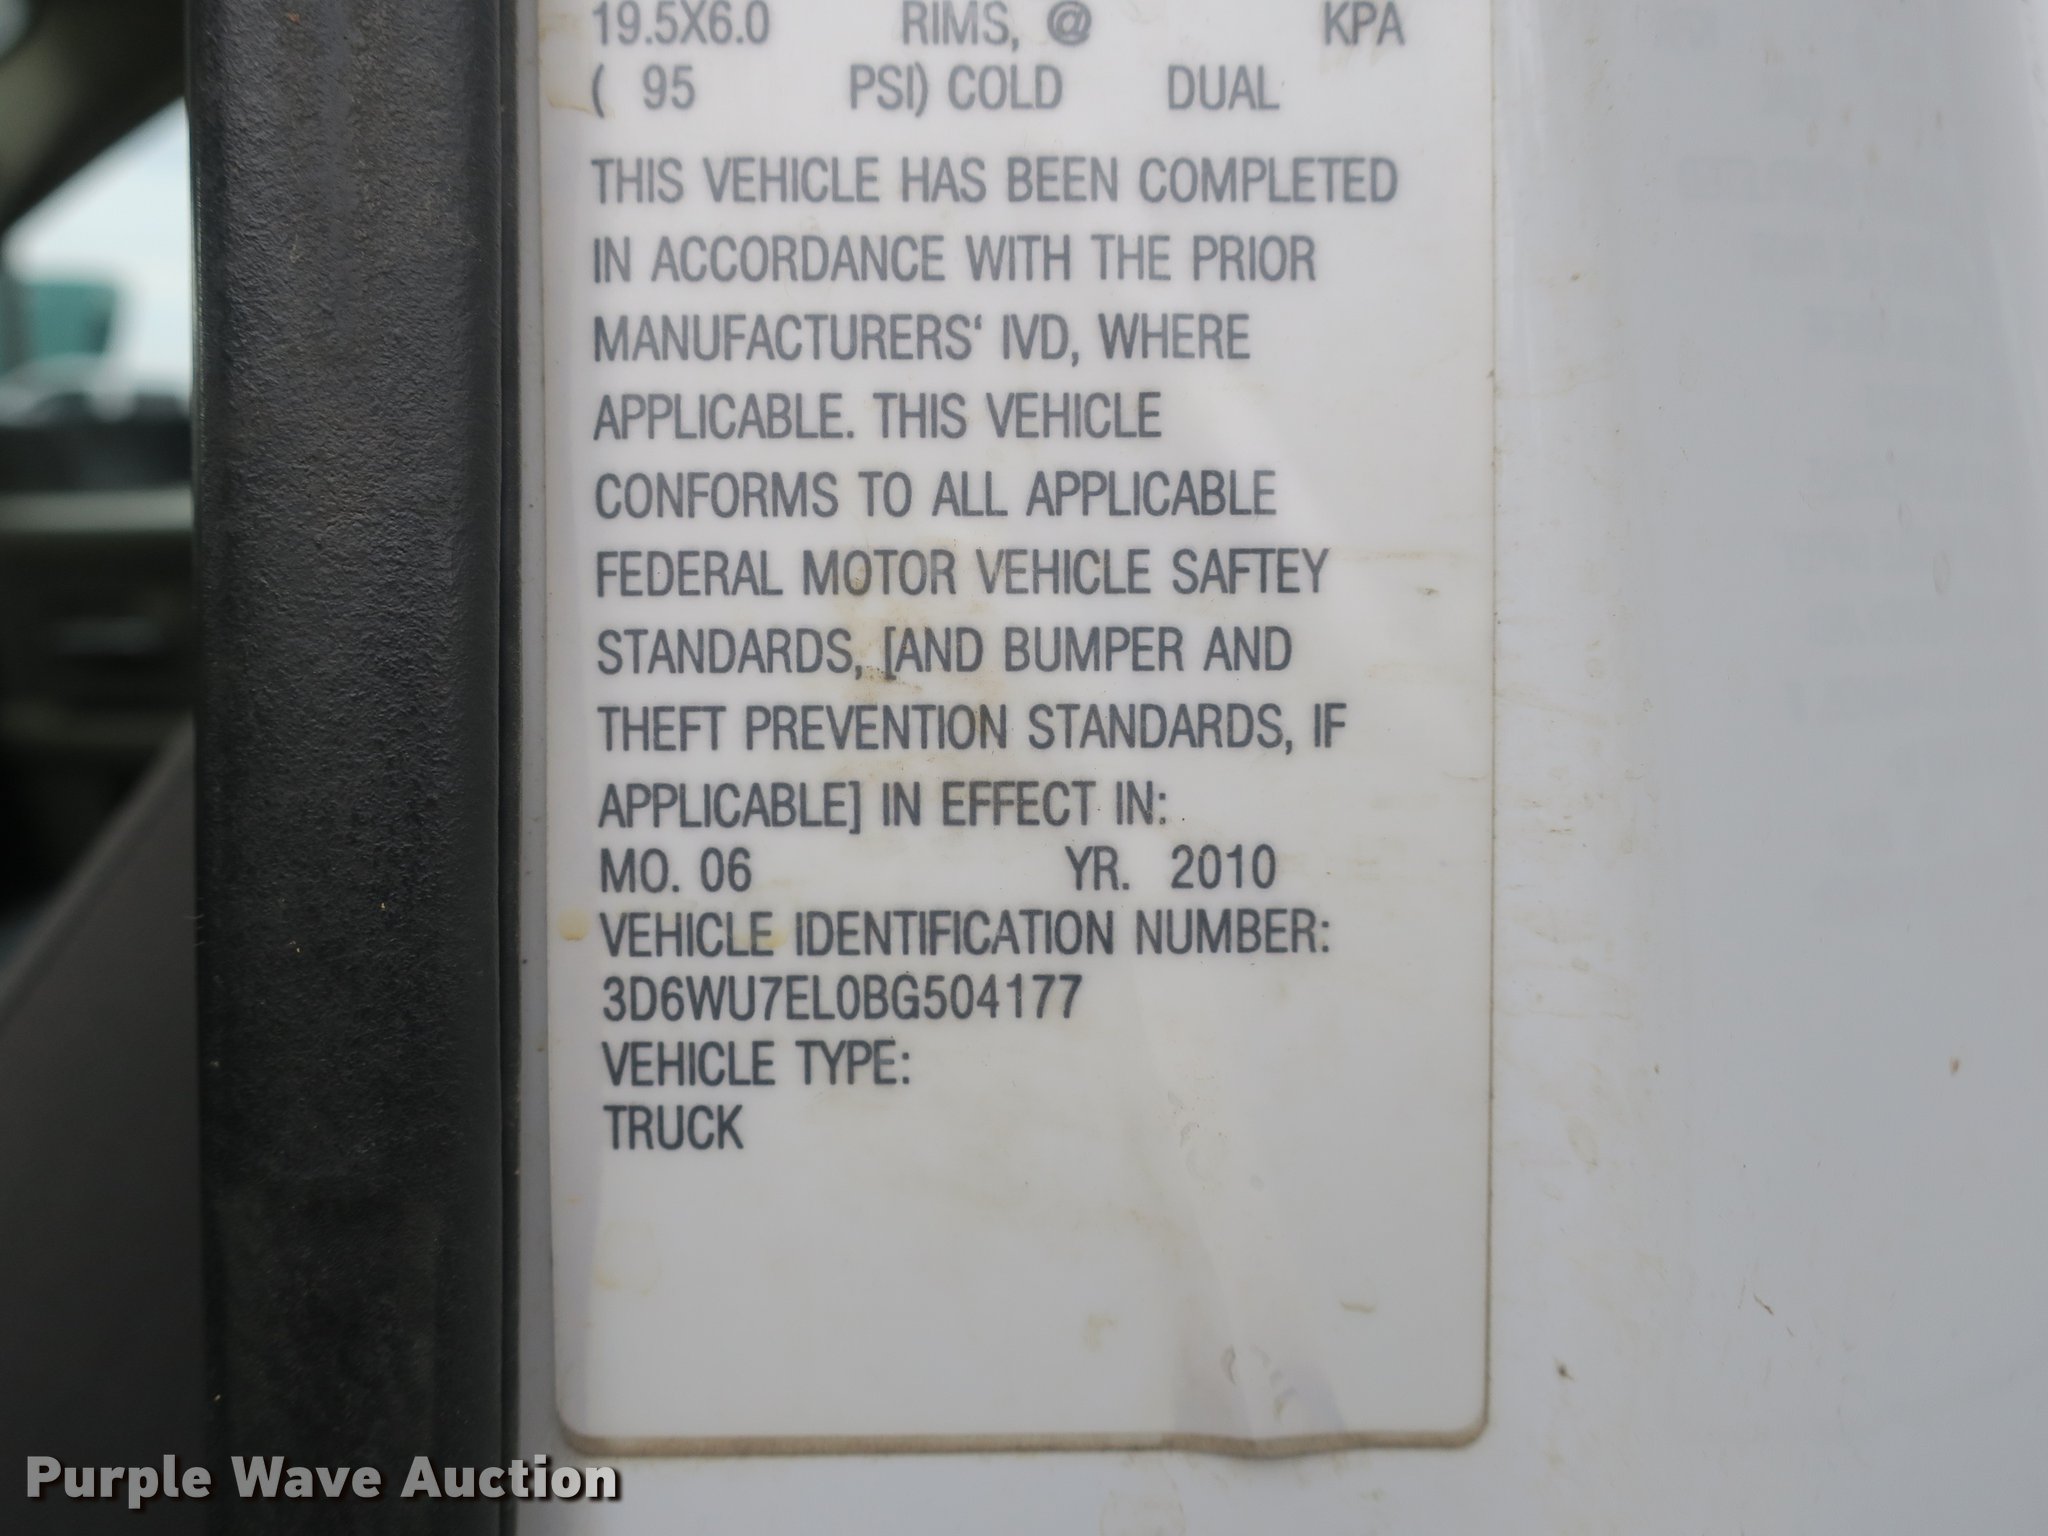 19.5X6.0 RIMS, @ KPA
( 95 PSI) COLD DUAL
THIS VEHICLE HAS BEEN COMPLETED
IN ACCORDANCE WITH THE PRIOR
MANUFACTURERS' IVD, WHERE
APPLICABLE. THIS VEHICLE
CONFORMS TO ALL APPLICABLE
FEDERAL MOTOR VEHICLE SAFTEY
STANDARDS, [AND BUMPER AND
THEFT PREVENTION STANDARDS, IF
APPLICABLE] IN EFFECT IN:
MO. 06 YR. 2010
VEHICLE IDENTIFICATION NUMBER:
3D6WU7EL0BG504177
VEHICLE TYPE:
TRUCK
Purple Wave Auction